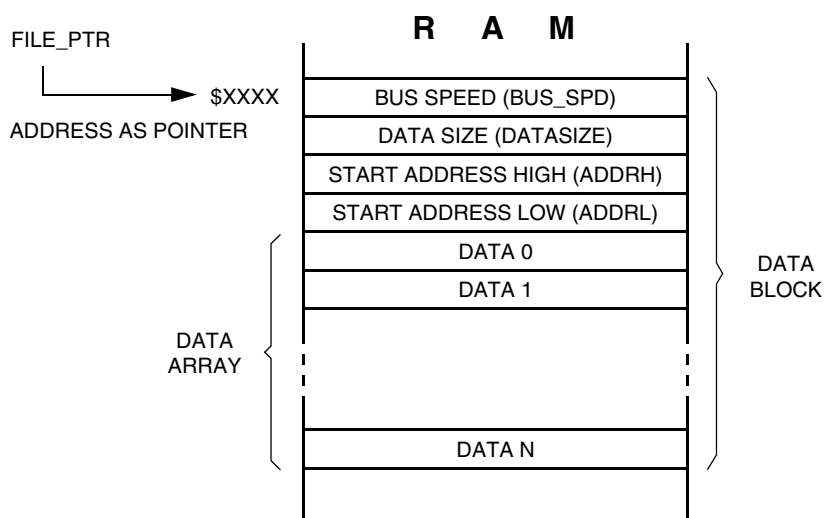 R A M
FILE_PTR
$XXXX
ADDRESS AS POINTER
BUS SPEED (BUS_SPD)
DATA SIZE (DATASIZE)
START ADDRESS HIGH (ADDRH)
START ADDRESS LOW (ADDRL)
DATA 0
DATA 1
DATA
BLOCK
DATA
ARRAY
DATA N